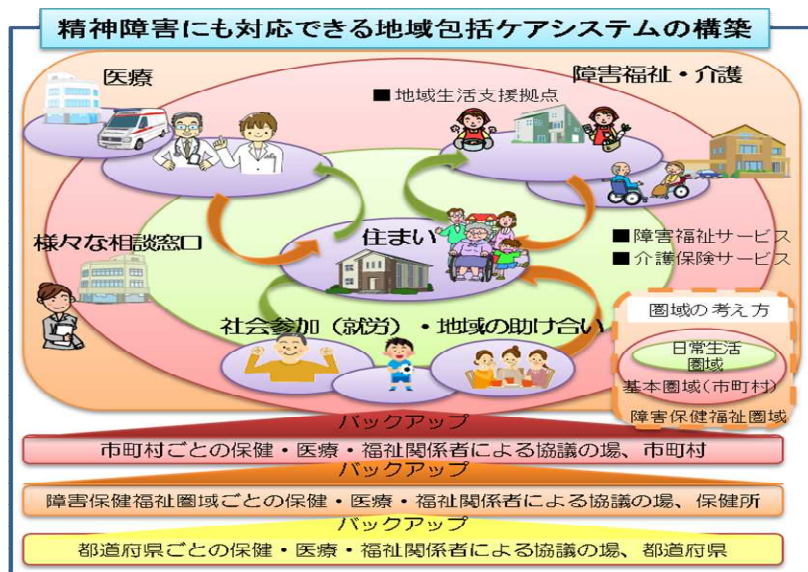 精神障害にも対応できる地域包括ケアシステムの構築
医療
障害福祉・介護
■地域生活支援拠点
様々な相談窓口
住まい
■障害福祉サービス
■介護保険サービス
社会参加（就労）・地域の助け合い
圏域の考え方
日常生活
圏域
基本圏域（市町村）
障害保健福祉圏域
バックアップ
市町村ごとの保健・医療・福祉関係者による協議の場、市町村
バックアップ
障害保健福祉圏域ごとの保健・医療・福祉関係者による協議の場、保健所
バックアップ
都道府県ごとの保健・医療・福祉関係者による協議の場、都道府県